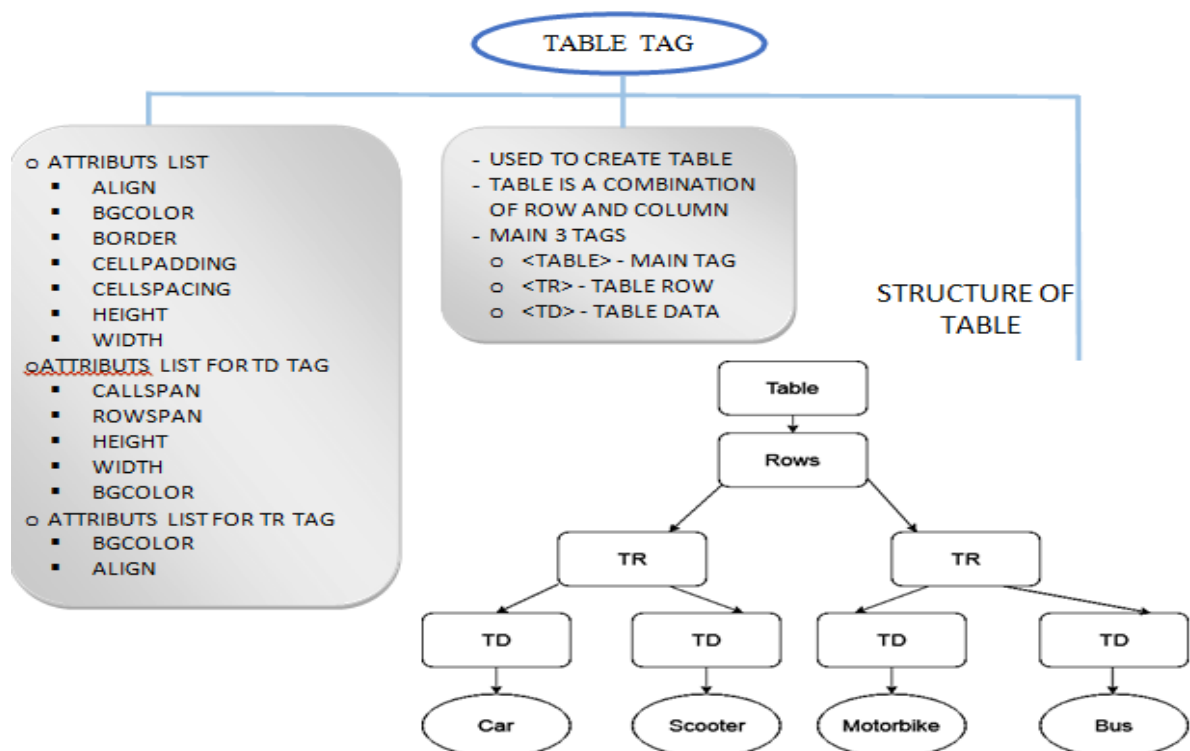 TABLE TAG
o ATTRIBUTS LIST
▪ ALIGN
▪ BGCOLOR
▪ BORDER
▪ CELLPADDING
▪ CELLSPACING
▪ HEIGHT
▪ WIDTH
oATTRIBUTS LIST FOR TD TAG
▪ CALLSPAN
▪ ROWSPAN
▪ HEIGHT
▪ WIDTH
▪ BGCOLOR
o ATTRIBUTS LIST FOR TR TAG
▪ BGCOLOR
▪ ALIGN
- USED TO CREATE TABLE
- TABLE IS A COMBINATION
OF ROW AND COLUMN
- MAIN 3 TAGS
o <TABLE> - MAIN TAG
o <TR> - TABLE ROW
o <TD> - TABLE DATA
STRUCTURE OF
TABLE
Table
Rows
TR TR
TD TD TD TD
Car Scooter Motorbike Bus